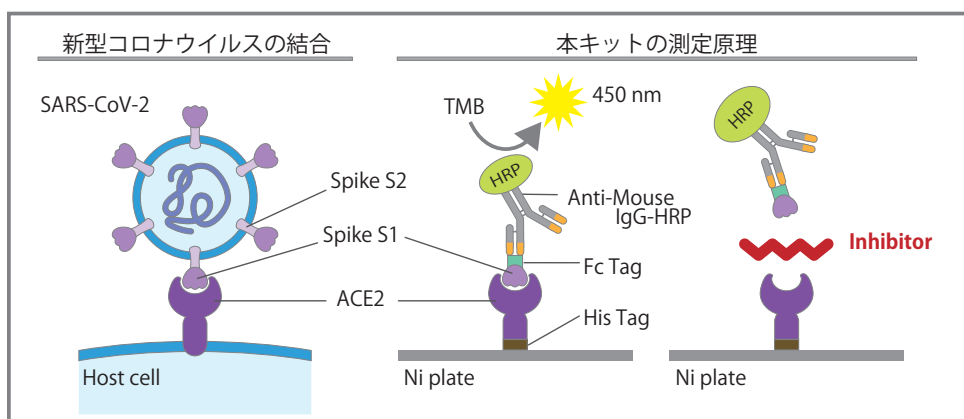 新型コロナウイルスの結合
本キットの測定原理
SARS-CoV-2
Spike S2
Spike S1
ACE2
Host cell
TMB
450 nm
HRP
Anti-Mouse
IgG-HRP
Fc Tag
His Tag
Ni plate
HRP
Inhibitor
Ni plate